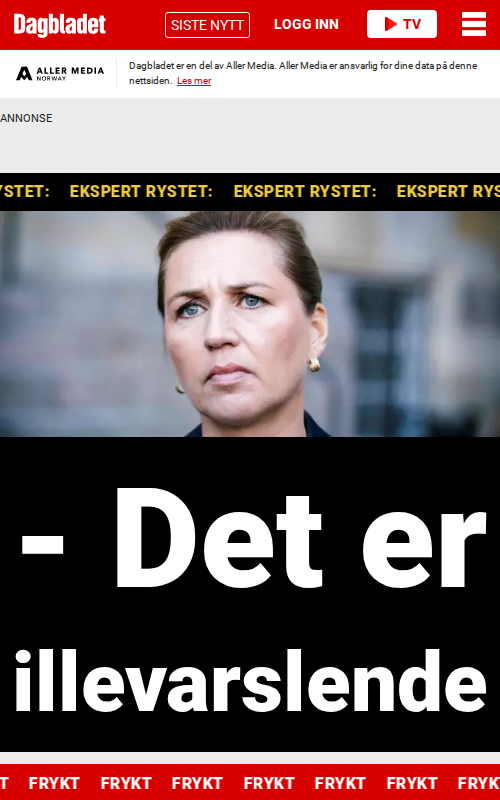 Dagbladet SISTE NYTT LOGG INN TV
ALLER MEDIA NORWAY
Dagbladet er en del av Aller Media. Aller Media er ansvarlig for dine data på denne
nettsiden. Les mer
ANNONSE
YSTET: EKSPERT RYSTET: EKSPERT RYSTET: EKSPERT RYS
- Det er
illevarslende
T FRYKT FRYKT FRYKT FRYKT FRYKT FRYKT FRYK